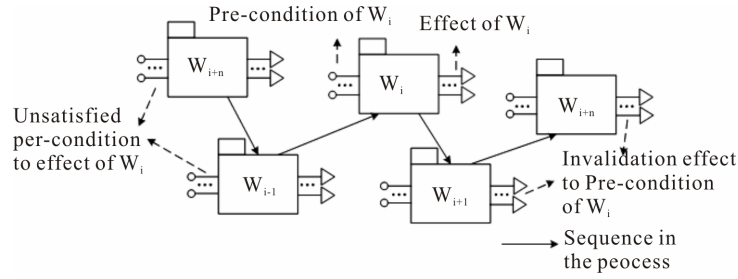 Pre-condition of Wi
Effect of Wi
Wi+n
Wi
Wi+n
Unsatisfied
per-condition
to effect of Wi
Wi-1
Wi+1
Invalidation effect
to Pre-condition
of Wi
Sequence in
the peocess